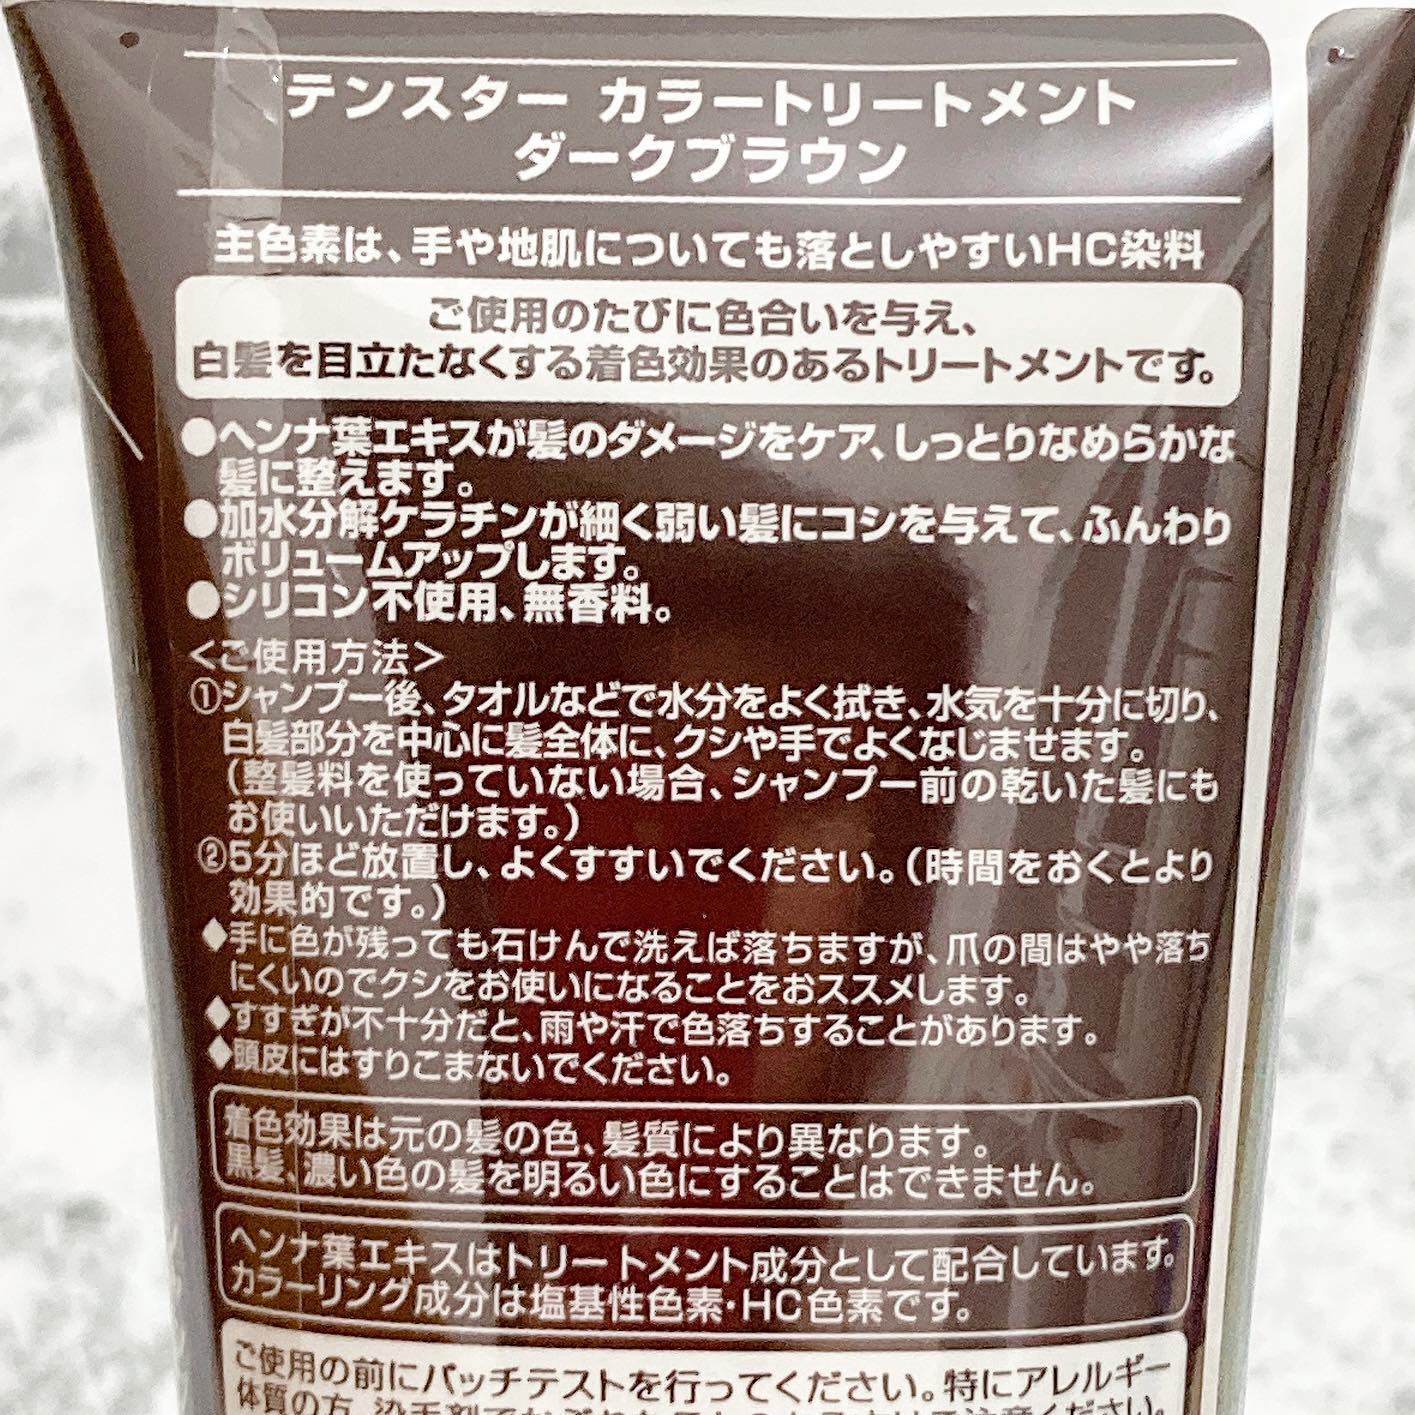 テンスター カラートリートメント
ダークブラウン
主色素は、手や地肌についても落としやすいHC染料
ご使用のたびに色合いを与え、
白髪を目立たなくする着色効果のあるトリートメントです。
●ヘンナ葉エキスが髪のダメージをケア、しっとりなめらかな
髪に整えます。
●加水分解ケラチンが細く弱い髪にコシを与えて、ふんわり
ボリュームアップします。
●シリコン不使用、無香料。
<ご使用方法>
①シャンプー後、タオルなどで水分をよく拭き、水気を十分に切り、
白髪部分を中心に髪全体に、クシや手でよくなじませます。
(整髪料を使っていない場合、シャンプー前の乾いた髪にも
お使いいただけます。)
②5分ほど放置し、よくすすいでください。(時間をおくとより
効果的です。)
◆手に色が残っても石けんで洗えば落ちますが、爪の間はやや落ち
にくいのでクシをお使いになることをおススメします。
◆すすぎが不十分だと、雨や汗で色落ちすることがあります。
◆頭皮にはすりこまないでください。
着色効果は元の髪の色、髪質により異なります。
黒髪、濃い色の髪を明るい色にすることはできません。
ヘンナ葉エキスはトリートメント成分として配合しています。
カラーリング成分は塩基性色素・HC色素です。
ご使用の前にパッチテストを行ってください。特にアレルギー
体質の方、